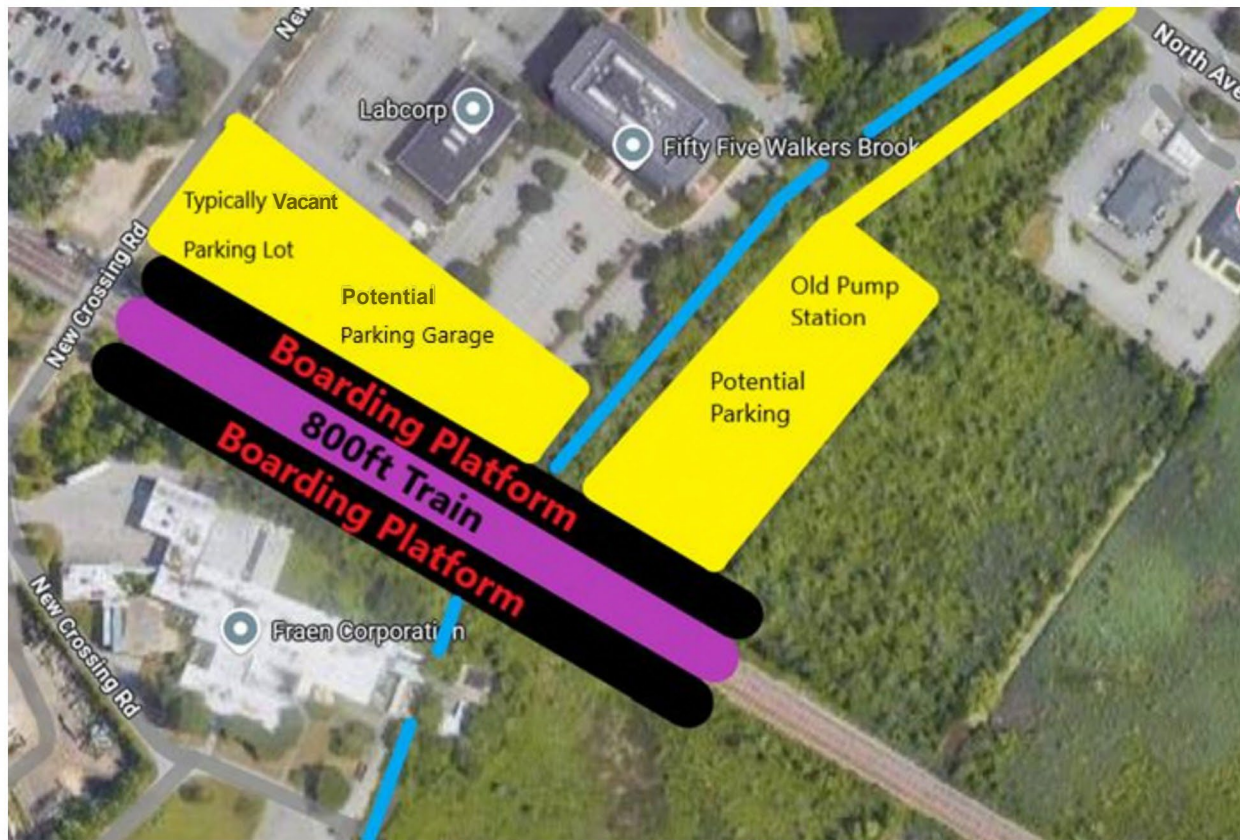 New
North Ave
Labcorp
Fifty Five Walkers Brook
Typically Vacant
Parking Lot
New Crossing Rd
Potential
Parking Garage
Old Pump
Station
Potential
Parking
Boarding Platform
800ft Train
Boarding Platform
Fraen Corporation
New Crossing Rd